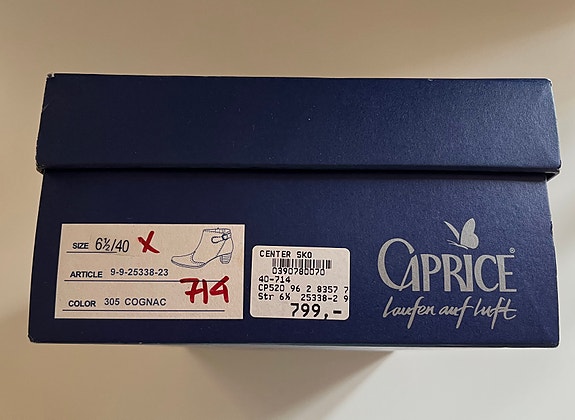 SIZE 6½/40 X
ARTICLE 9-9-25338-23
714
COLOR 305 COGNAC
CENTER SKO
0390780070
40-714
CP520 96 2 8357 7
Str 6½ 25338-2 9
799,-
CAPRICE®
Laufen auf Luft